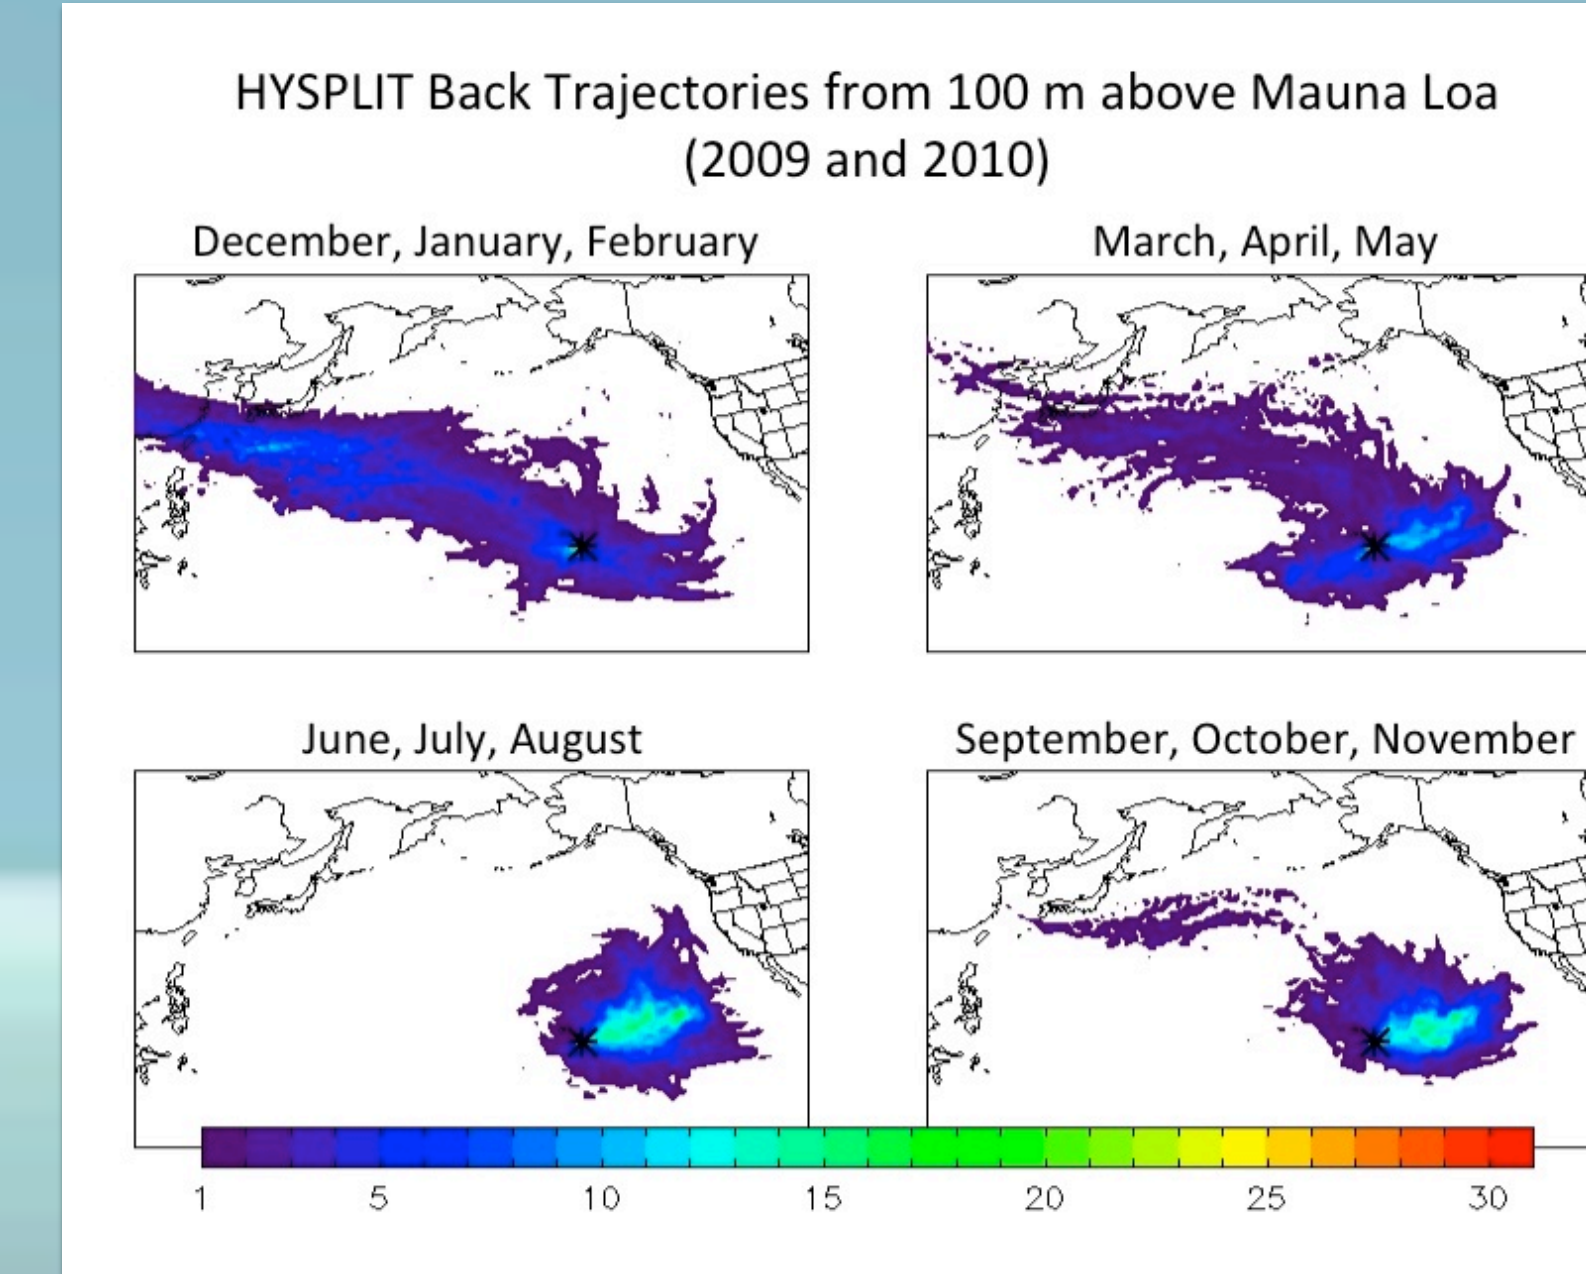 HYSPLIT Back Trajectories from 100 m above Mauna Loa
(2009 and 2010)
December, January, February
March, April, May
June, July, August
September, October, November
1 5 10 15 20 25 30